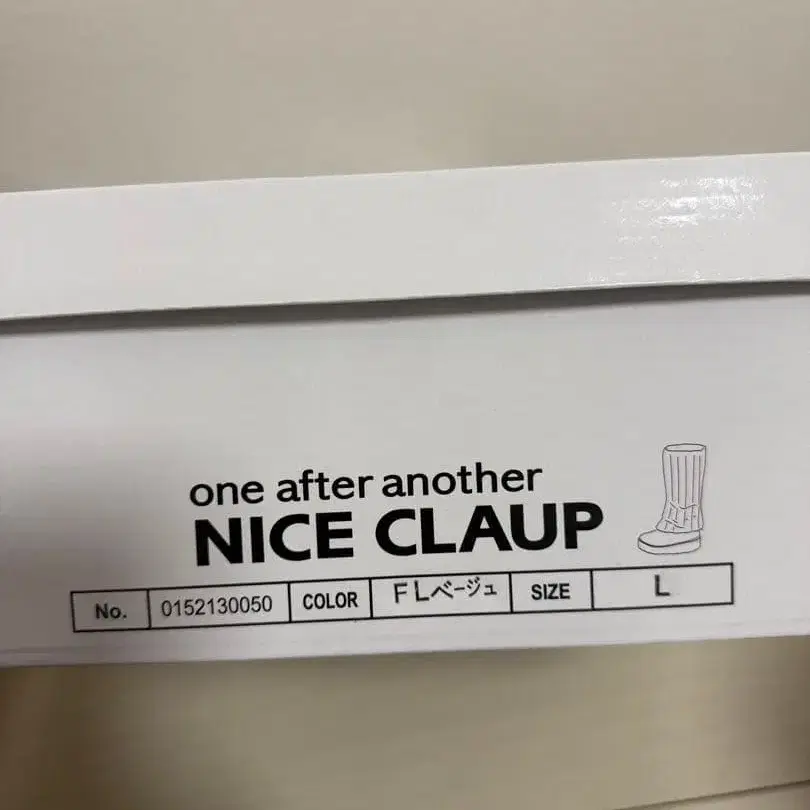 one after another
NICE CLAUP
No. 0152130050 COLOR FLベージュ SIZE L